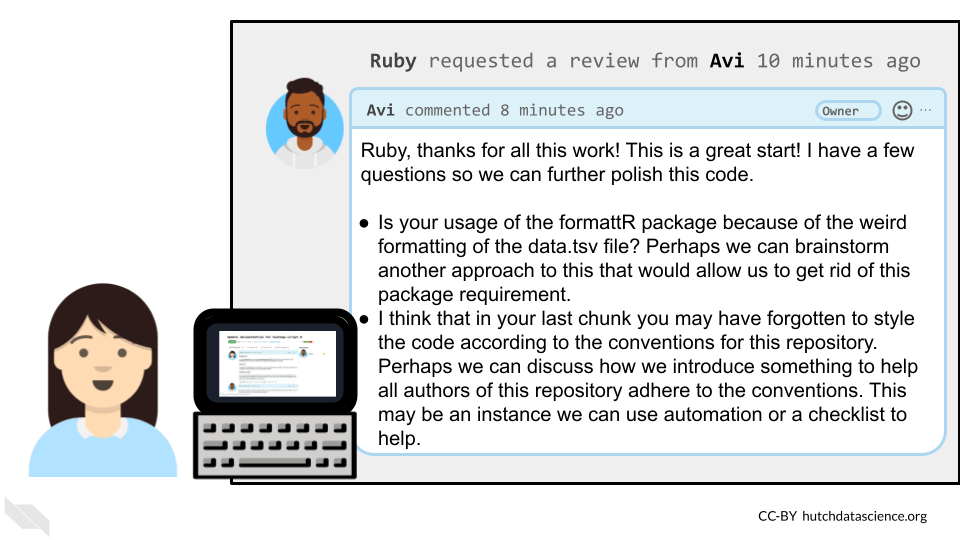 Ruby requested a review from Avi 10 minutes ago
Avi commented 8 minutes ago
Owner
...
Ruby, thanks for all this work! This is a great start! I have a few
questions so we can further polish this code.
● Is your usage of the formattR package because of the weird
formatting of the data.tsv file? Perhaps we can brainstorm
another approach to this that would allow us to get rid of this
package requirement.
● I think that in your last chunk you may have forgotten to style
the code according to the conventions for this repository.
Perhaps we can discuss how we introduce something to help
all authors of this repository adhere to the conventions. This
may be an instance we can use automation or a checklist to
help.
Update documentation for heatmap script #
CC-BY hutchdatascience.org